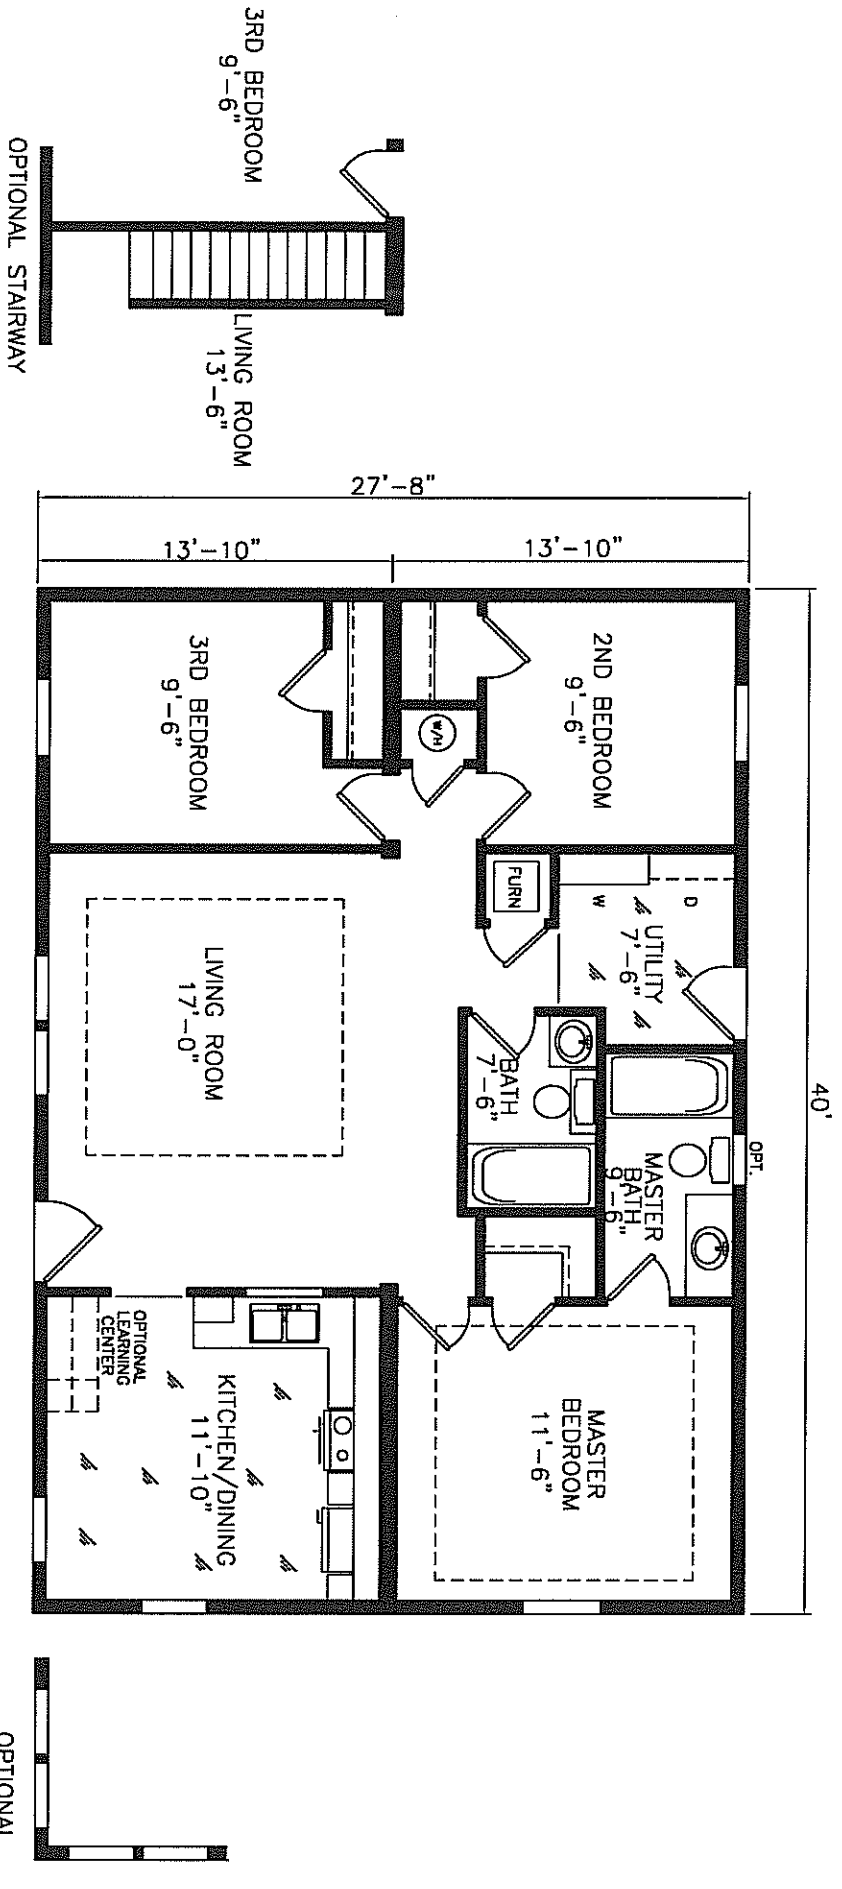 3RD BEDROOM
9'-6"
OPTIONAL STAIRWAY
LIVING ROOM
13'-6"
27'-8"
13'-10"
13'-10"
40'
2ND BEDROOM
9'-6"
3RD BEDROOM
9'-6"
W/H
FURN
W
D
UTILITY
7'-6"
OPT.
BATH
7'-6"
MASTER
BATH
9'-6"
LIVING ROOM
17'-0"
MASTER
BEDROOM
11'-6"
OPTIONAL
LEARNING
CENTER
KITCHEN/DINING
11'-10"
OPTIONAL